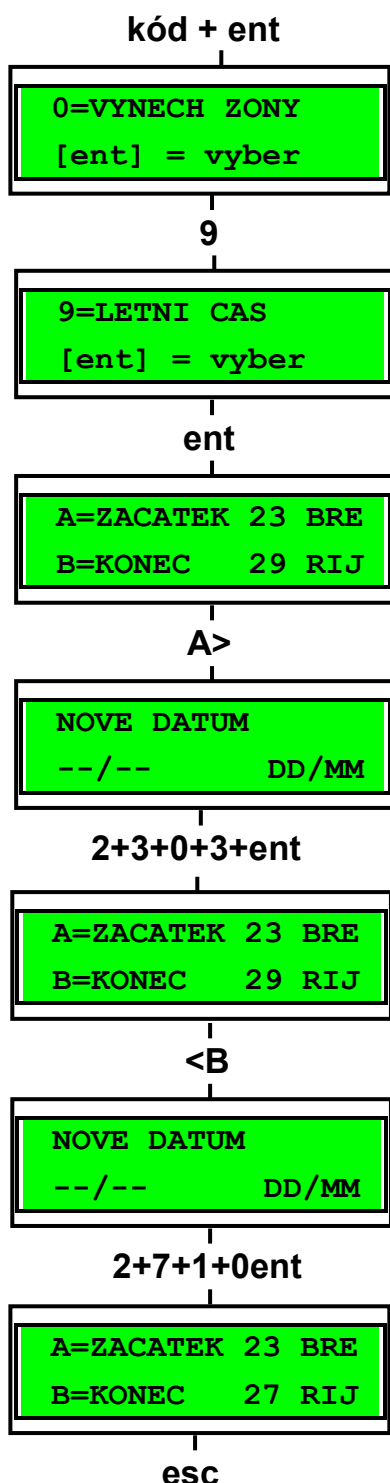 kód + ent
0=VYNECH ZONY
[ent] = vyber
9
9=LETNI CAS
[ent] = vyber
ent
A=ZACATEK 23 BRE
B=KONEC 29 RIJ
A>
NOVE DATUM
--/-- DD/MM
2+3+0+3+ent
A=ZACATEK 23 BRE
B=KONEC 29 RIJ
<B
NOVE DATUM
--/-- DD/MM
2+7+1+0ent
A=ZACATEK 23 BRE
B=KONEC 27 RIJ
esc